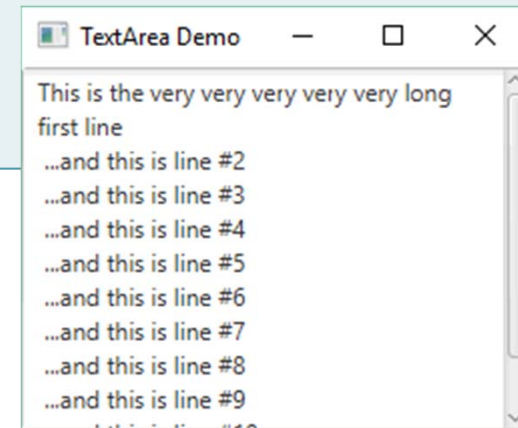 TextArea Demo
This is the very very very very very long
first line
...and this is line #2
...and this is line #3
...and this is line #4
...and this is line #5
...and this is line #6
...and this is line #7
...and this is line #8
...and this is line #9